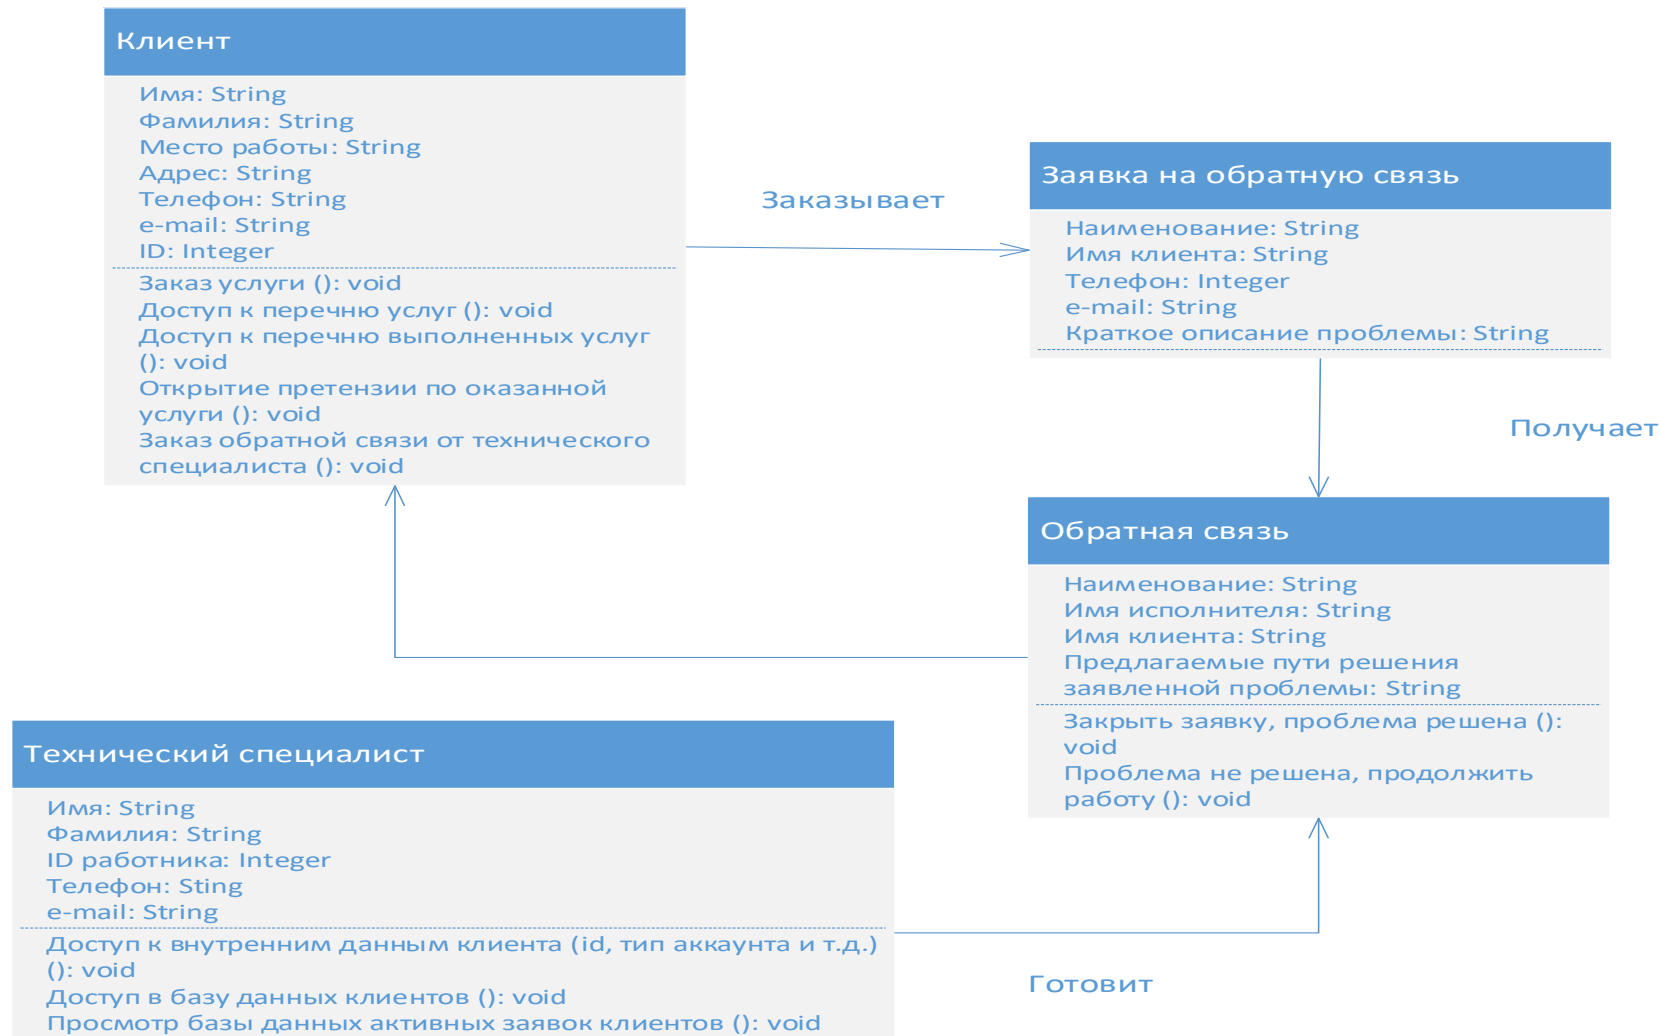 Клиент
Имя: String
Фамилия: String
Место работы: String
Адрес: String
Телефон: String
e-mail: String
ID: Integer
Заказ услуги (): void
Доступ к перечню услуг (): void
Доступ к перечню выполненных услуг
(): void
Открытие претензии по оказанной
услуги (): void
Заказ обратной связи от технического
специалиста (): void
Заказывает
Заявка на обратную связь
Наименование: String
Имя клиента: String
Телефон: Integer
e-mail: String
Краткое описание проблемы: String
Получает
Обратная связь
Наименование: String
Имя исполнителя: String
Имя клиента: String
Предлагаемые пути решения
заявленной проблемы: String
Закрыть заявку, проблема решена ():
void
Проблема не решена, продолжить
работу (): void
Технический специалист
Имя: String
Фамилия: String
ID работника: Integer
Телефон: Sting
e-mail: String
Доступ к внутренним данным клиента (id, тип аккаунта и т.д.)
(): void
Доступ в базу данных клиентов (): void
Просмотр базы данных активных заявок клиентов (): void
Готовит